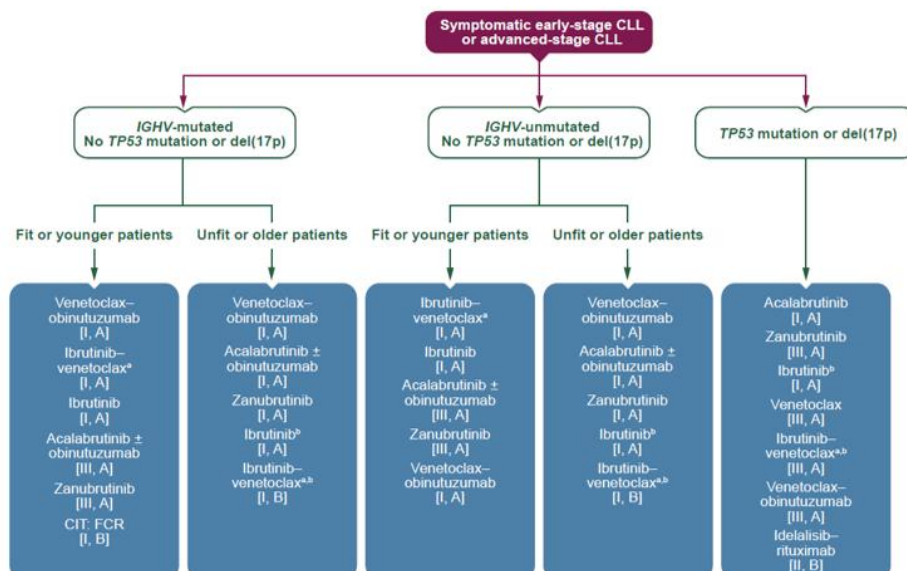 Symptomatic early-stage CLL
or advanced-stage CLL
IGHV-mutated
No TP53 mutation or del(17p)
IGHV-unmutated
No TP53 mutation or del(17p)
TP53 mutation or del(17p)
Fit or younger patients
Unfit or older patients
Fit or younger patients
Unfit or older patients
Venetoclax–
obinutuzumab
[I, A]
Ibrutinib–
venetoclaxᵃ
[I, A]
Ibrutinib
[I, A]
Acalabrutinib ±
obinutuzumab
[III, A]
Zanubrutinib
[III, A]
CIT: FCR
[I, B]
Venetoclax–
obinutuzumab
[I, A]
Acalabrutinib ±
obinutuzumab
[I, A]
Zanubrutinib
[I, A]
Ibrutinibᵇ
[I, A]
Ibrutinib–
venetoclaxᵃ,ᵇ
[I, B]
Ibrutinib–
venetoclaxᵃ
[I, A]
Ibrutinib
[I, A]
Acalabrutinib ±
obinutuzumab
[III, A]
Zanubrutinib
[III, A]
Venetoclax–
obinutuzumab
[I, A]
Venetoclax–
obinutuzumab
[I, A]
Acalabrutinib ±
obinutuzumab
[I, A]
Zanubrutinib
[I, A]
Ibrutinibᵇ
[I, A]
Ibrutinib–
venetoclaxᵃ,ᵇ
[I, B]
Acalabrutinib
[I, A]
Zanubrutinib
[III, A]
Ibrutinibᵇ
[I, A]
Venetoclax
[III, A]
Ibrutinib–
venetoclaxᵃ,ᵇ
[III, A]
Venetoclax–
obinutuzumab
[III, A]
Idelalisib–
rituximab
[II, B]